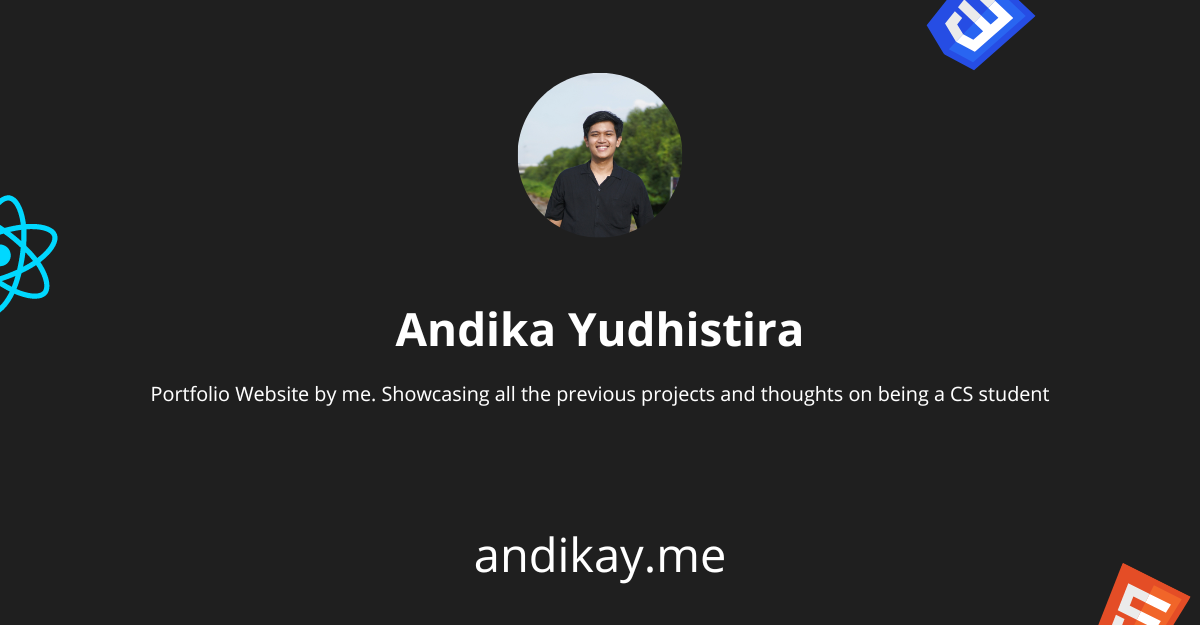 Andika Yudhistira
Portfolio Website by me. Showcasing all the previous projects and thoughts on being a CS student
andikay.me